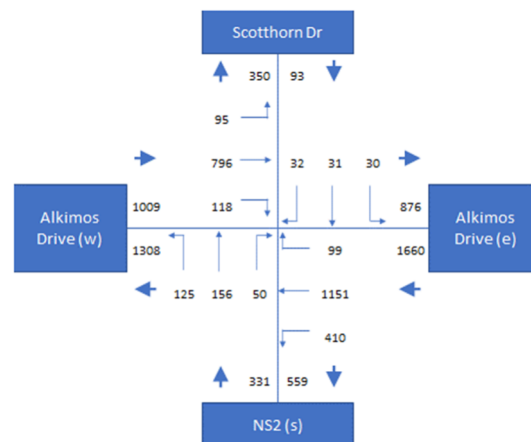 Scotthorn Dr
350 93
95
796 32 31 30
Alkimos
Drive (w)
1009 118 876
Alkimos
Drive (e)
1308 99 1660
125 156 50 1151
410
331 559
NS2 (s)